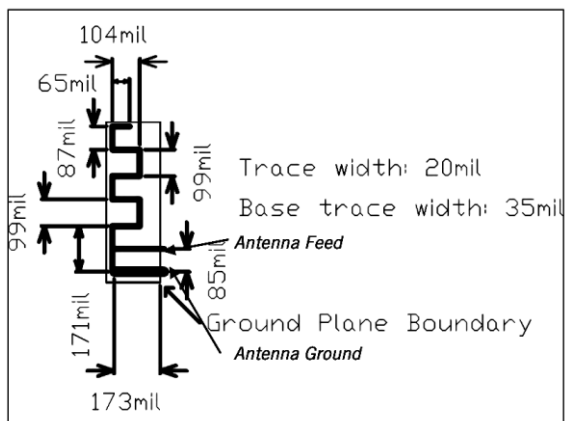 104mil
65mil
87mil
99mil
Trace width: 20mil
99mil
Base trace width: 35mil
Antenna Feed
85mil
171mil
Ground Plane Boundary
Antenna Ground
173mil